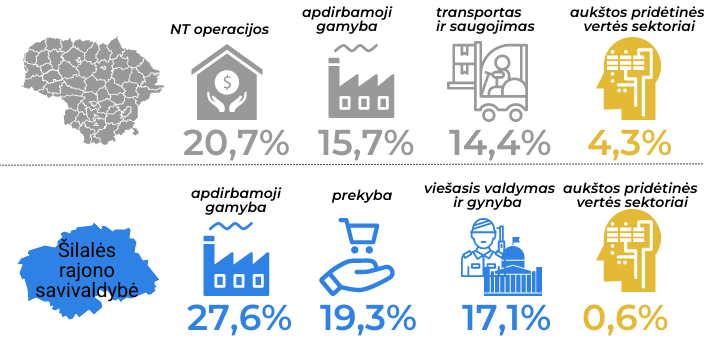 NT operacijos
apdirbamoji
gamyba
transportas
ir saugojimas
aukštos pridėtinės
vertės sektoriai
$
20,7%
15,7%
14,4%
4,3%
Šilalės
rajono
savivaldybė
apdirbamoji
gamyba
prekyba
viešasis valdymas
ir gynyba
aukštos pridėtinės
vertės sektoriai
27,6%
19,3%
17,1%
0,6%